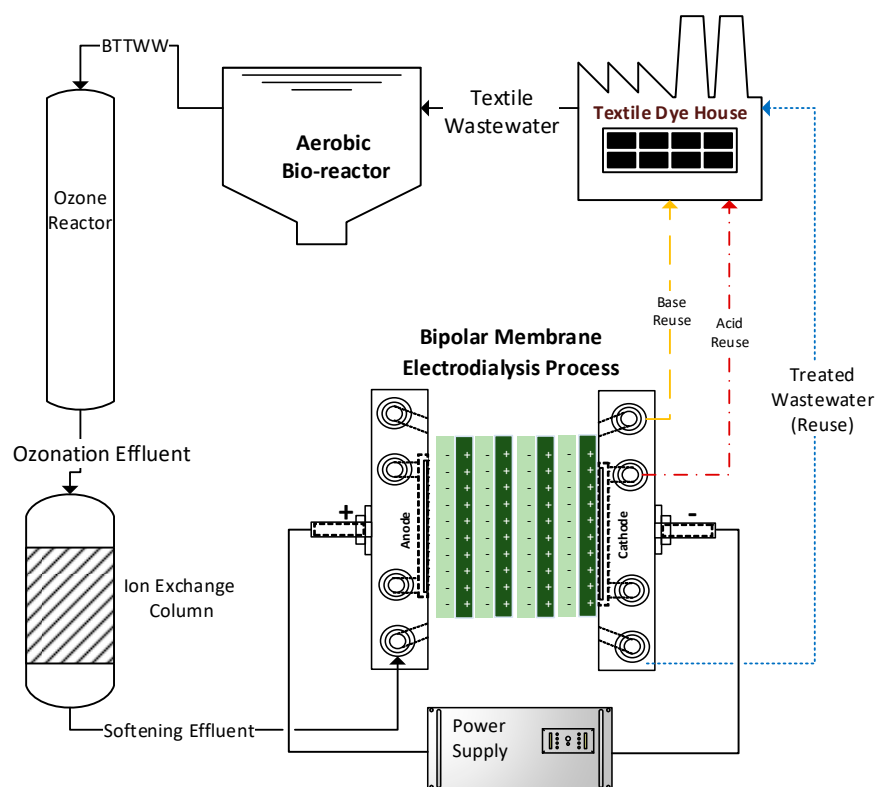 BTTWW
Textile
Wastewater
Textile Dye House
Aerobic
Bio-reactor
Ozone
Reactor
Base
Reuse
Acid
Reuse
Bipolar Membrane
Electrodialysis Process
Treated
Wastewater
(Reuse)
Ozonation Effluent
+
Anode
- + - + - + - +
- + - + - + - +
- + - + - + - +
- + - + - + - +
- + - + - + - +
- + - + - + - +
- + - + - + - +
- + - + - + - +
- + - + - + - +
- + - + - + - +
- + - + - + - +
- + - + - + - +
Cathode
-
Ion Exchange
Column
Softening Effluent
Power
Supply